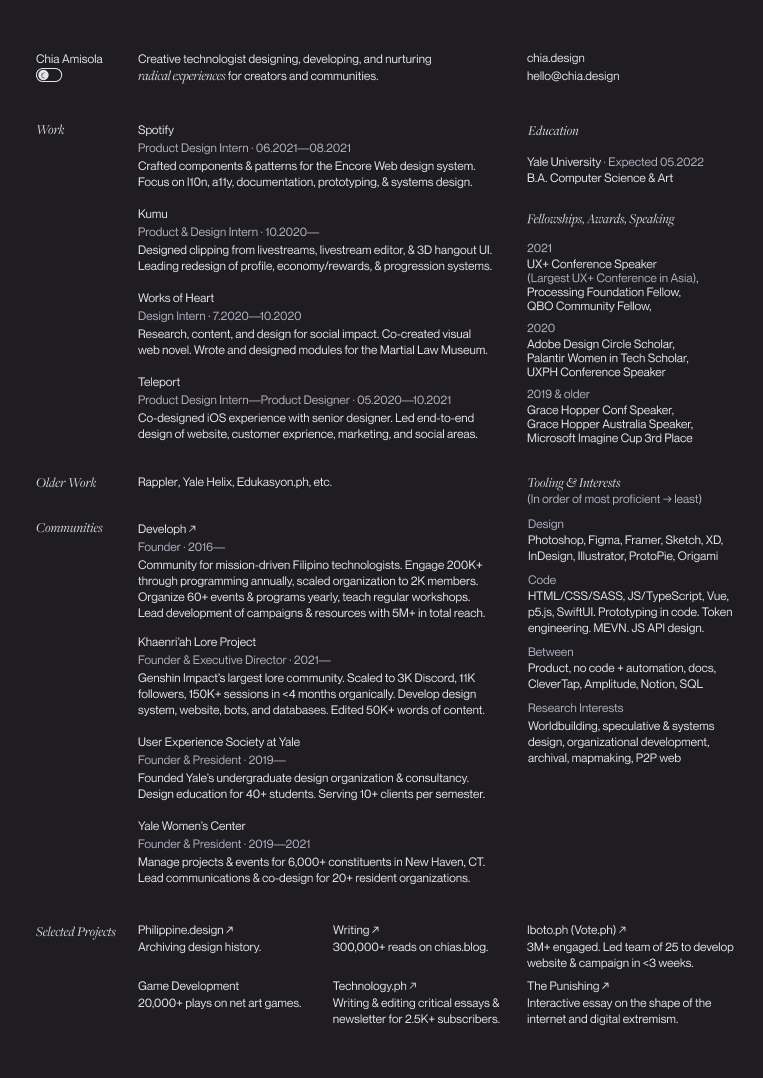 Chia Amisola
Creative technologist designing, developing, and nurturing
radical experiences for creators and communities.
chia.design
hello@chia.design
Work
Spotify
Product Design Intern · 06.2021—08.2021
Crafted components & patterns for the Encore Web design system.
Focus on l10n, a11y, documentation, prototyping, & systems design.
Kumu
Product & Design Intern · 10.2020—
Designed clipping from livestreams, livestream editor, & 3D hangout UI.
Leading redesign of profile, economy/rewards, & progression systems.
Works of Heart
Design Intern · 7.2020—10.2020
Research, content, and design for social impact. Co-created visual
web novel. Wrote and designed modules for the Martial Law Museum.
Teleport
Product Design Intern—Product Designer · 05.2020—10.2021
Co-designed iOS experience with senior designer. Led end-to-end
design of website, customer exprience, marketing, and social areas.
Older Work
Rappler, Yale Helix, Edukasyon.ph, etc.
Communities
Developh ↗
Founder · 2016—
Community for mission-driven Filipino technologists. Engage 200K+
through programming annually, scaled organization to 2K members.
Organize 60+ events & programs yearly, teach regular workshops.
Lead development of campaigns & resources with 5M+ in total reach.
Khaenri'ah Lore Project
Founder & Executive Director · 2021—
Genshin Impact's largest lore community. Scaled to 3K Discord, 11K
followers, 150K+ sessions in <4 months organically. Develop design
system, website, bots, and databases. Edited 50K+ words of content.
User Experience Society at Yale
Founder & President · 2019—
Founded Yale's undergraduate design organization & consultancy.
Design education for 40+ students. Serving 10+ clients per semester.
Yale Women's Center
Founder & President · 2019—2021
Manage projects & events for 6,000+ constituents in New Haven, CT.
Lead communications & co-design for 20+ resident organizations.
Education
Yale University · Expected 05.2022
B.A. Computer Science & Art
Fellowships, Awards, Speaking
2021
UX+ Conference Speaker
(Largest UX+ Conference in Asia),
Processing Foundation Fellow,
QBO Community Fellow,
2020
Adobe Design Circle Scholar,
Palantir Women in Tech Scholar,
UXPH Conference Speaker
2019 & older
Grace Hopper Conf Speaker,
Grace Hopper Australia Speaker,
Microsoft Imagine Cup 3rd Place
Tooling & Interests
(In order of most proficient → least)
Design
Photoshop, Figma, Framer, Sketch, XD,
InDesign, Illustrator, ProtoPie, Origami
Code
HTML/CSS/SASS, JS/TypeScript, Vue,
p5.js, SwiftUI. Prototyping in code. Token
engineering. MEVN. JS API design.
Between
Product, no code + automation, docs,
CleverTap, Amplitude, Notion, SQL
Research Interests
Worldbuilding, speculative & systems
design, organizational development,
archival, mapmaking, P2P web
Selected Projects
Philippine.design ↗
Archiving design history.
Writing ↗
300,000+ reads on chias.blog.
Iboto.ph (Vote.ph) ↗
3M+ engaged. Led team of 25 to develop
website & campaign in <3 weeks.
Game Development
20,000+ plays on net art games.
Technology.ph ↗
Writing & editing critical essays &
newsletter for 2.5K+ subscribers.
The Punishing ↗
Interactive essay on the shape of the
internet and digital extremism.